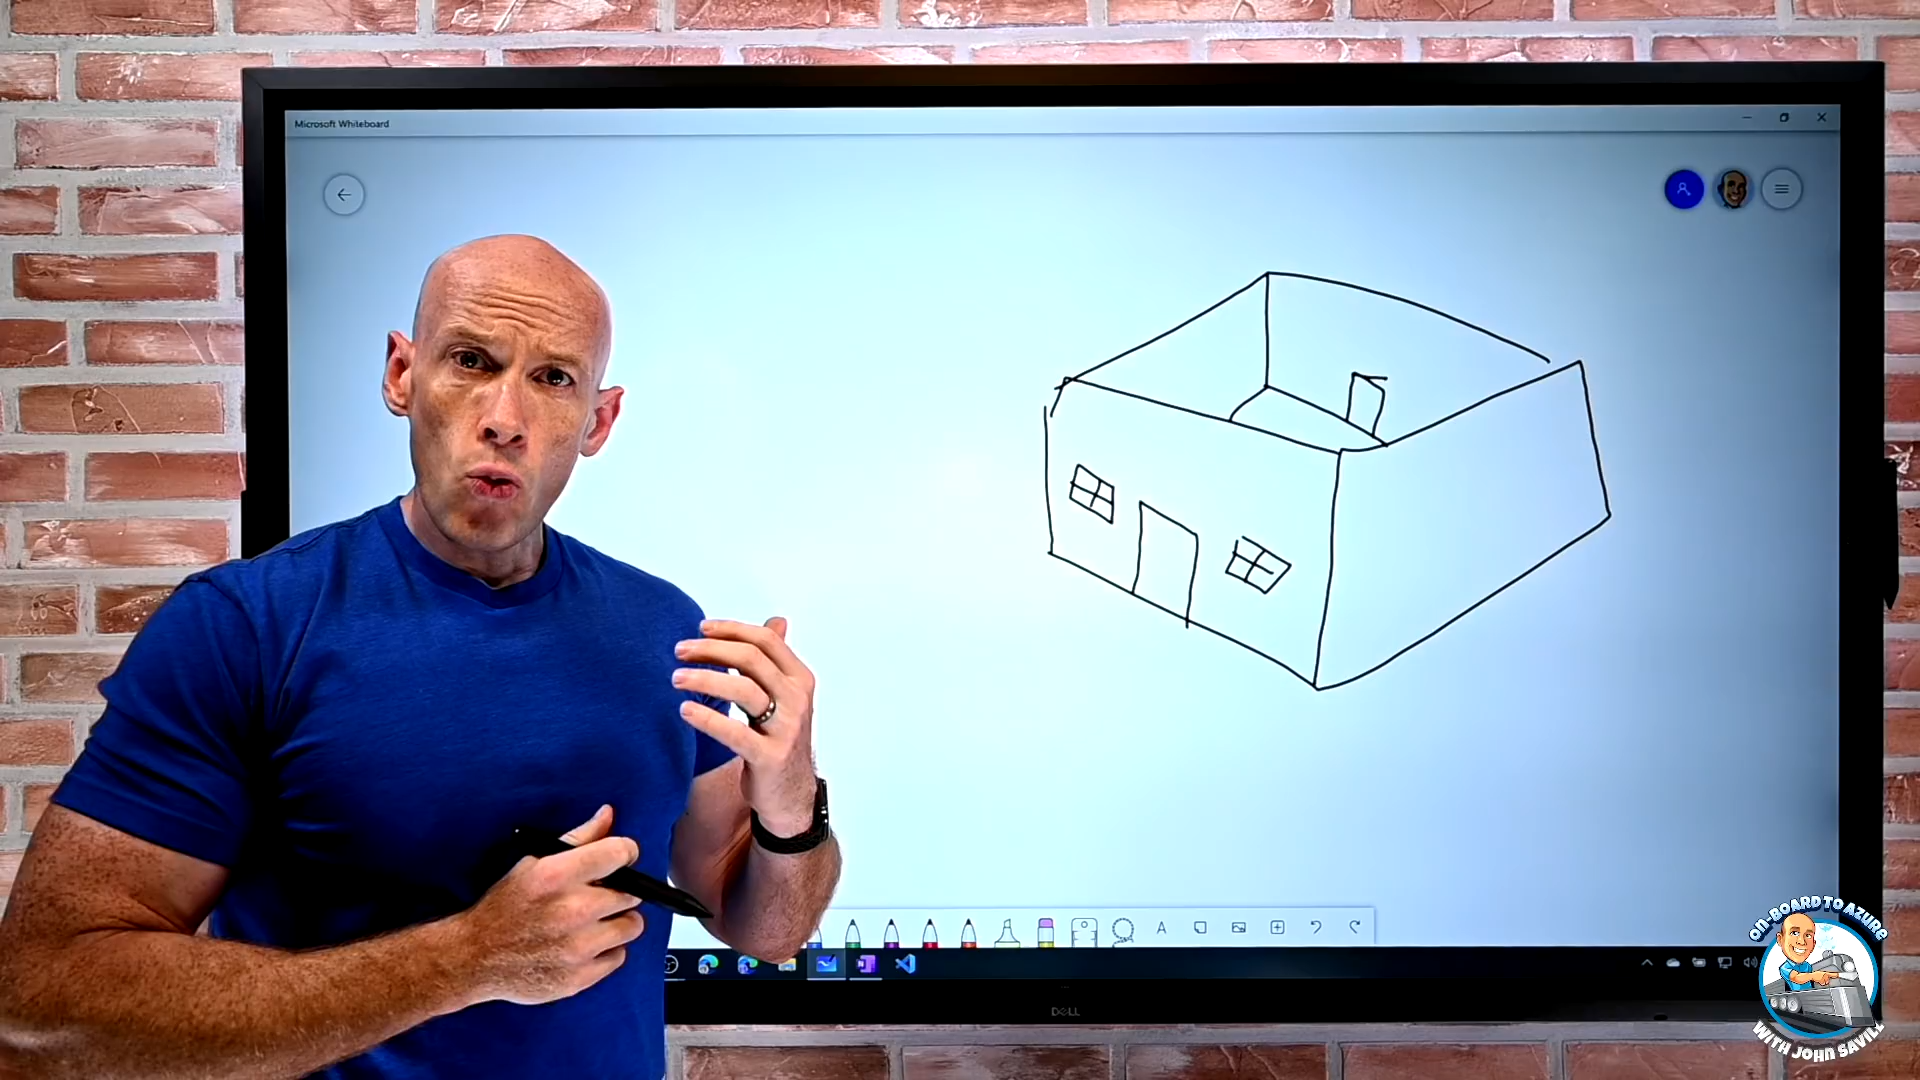 Microsoft Whiteboard
A
DELL
ON-BOARD TO AZURE
WITH JOHN SAVILL